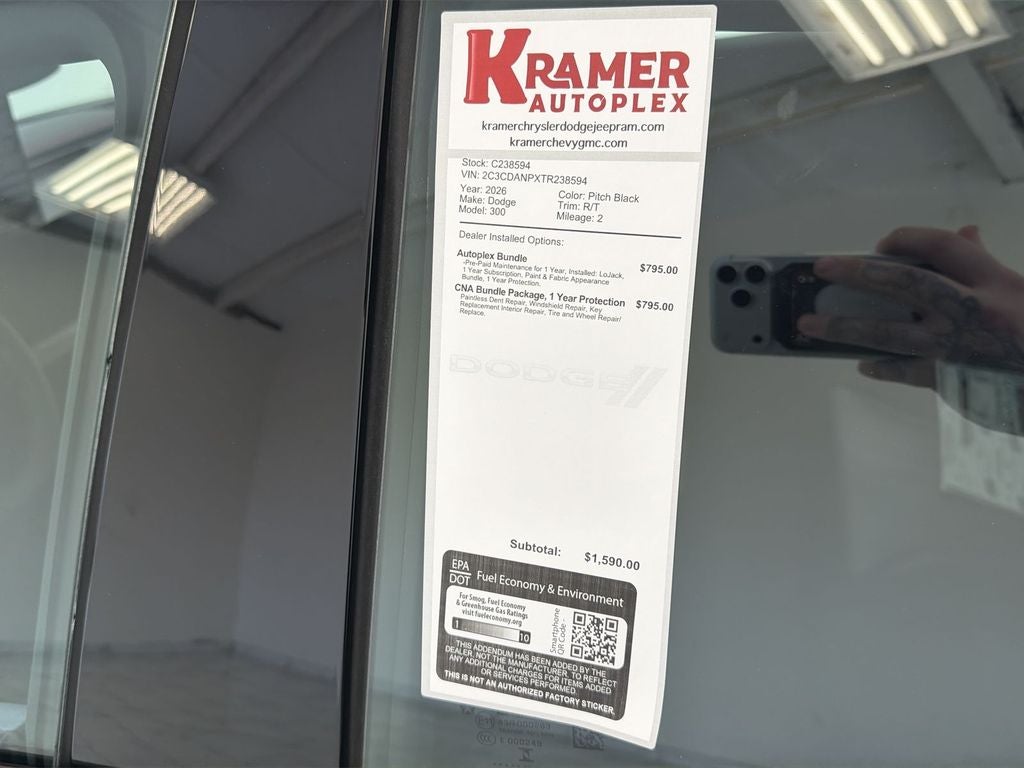 KRAMER
AUTOPLEX
kramerchryslerdodgejeepram.com
kramerchevygmc.com
Stock: C238594
VIN: 2C3CDANPXTR238594
Year: 2026
Color: Pitch Black
Make: Dodge
Trim: R/T
Model: 300
Mileage: 2
Dealer Installed Options:
Autoplex Bundle $795.00
-Pre-Paid Maintenance for 1 Year, Installed: LoJack,
1 Year Subscription, Paint & Fabric Appearance
Bundle, 1 Year Protection.
CNA Bundle Package, 1 Year Protection $795.00
Paintless Dent Repair, Windshield Repair, Key
Replacement Interior Repair, Tire and Wheel Repair/
Replace.
DODGE
Subtotal: $1,590.00
EPA
DOT
Fuel Economy & Environment
For Smog, Fuel Economy
& Greenhouse Gas Ratings
visit fueleconomy.org
1 10
Smartphone
QR Code -
THIS ADDENDUM HAS BEEN ADDED BY THE
DEALER, NOT THE MANUFACTURER, TO REFLECT
ANY ADDITIONAL CHARGES FOR ITEMS ADDED
OR SERVICES PERFORMED.
THIS IS NOT AN AUTHORIZED FACTORY STICKER.